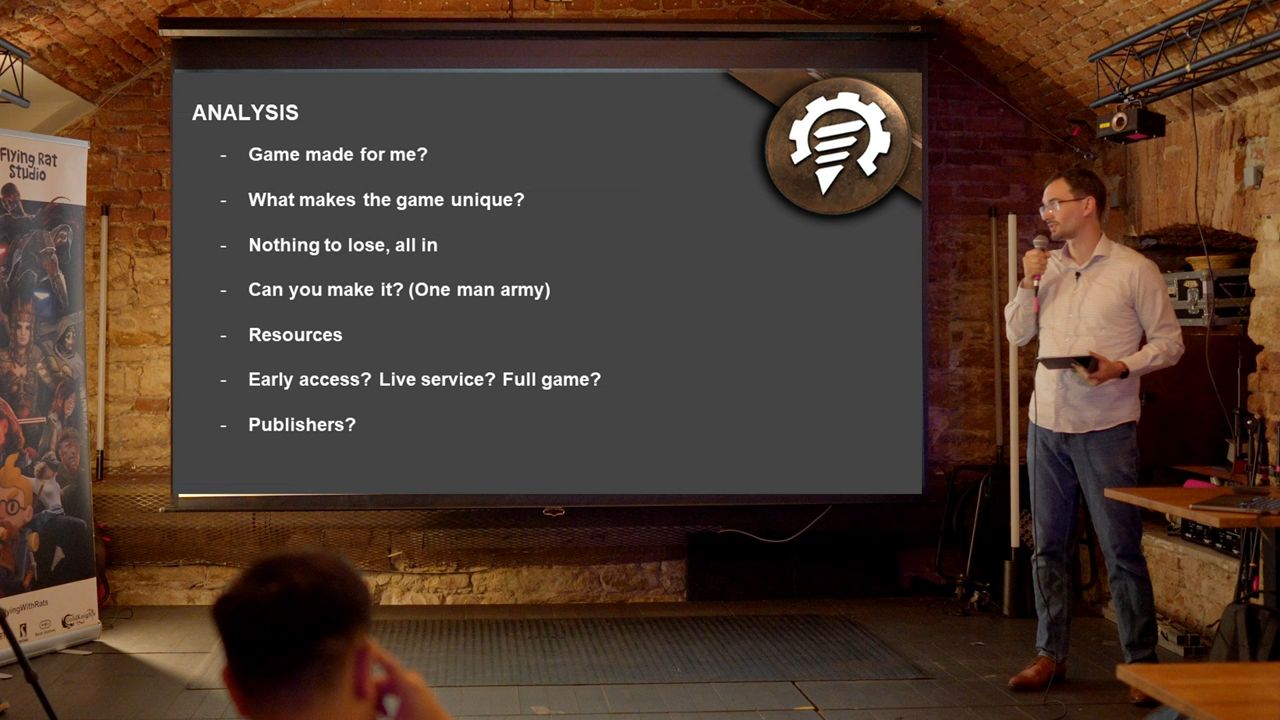 Flying Rat
Studio
ANALYSIS
- Game made for me?
- What makes the game unique?
- Nothing to lose, all in
- Can you make it? (One man army)
- Resources
- Early access? Live service? Full game?
- Publishers?